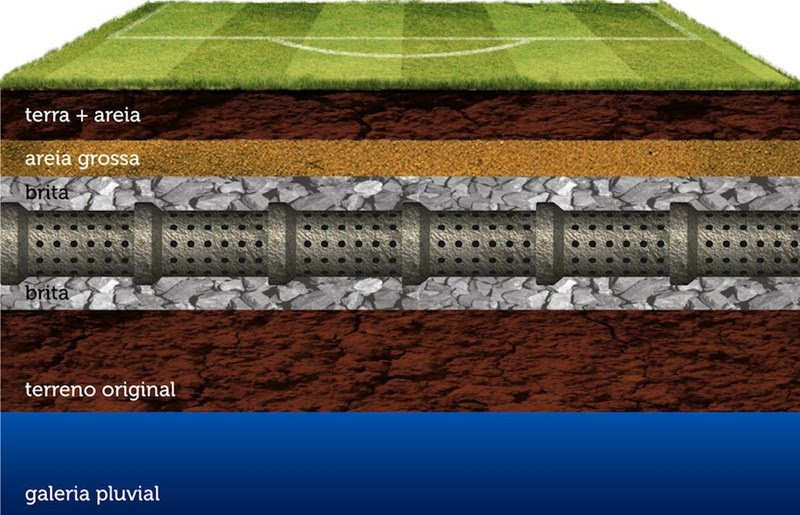 terra + areia
areia grossa
brita
brita
terreno original
galeria pluvial